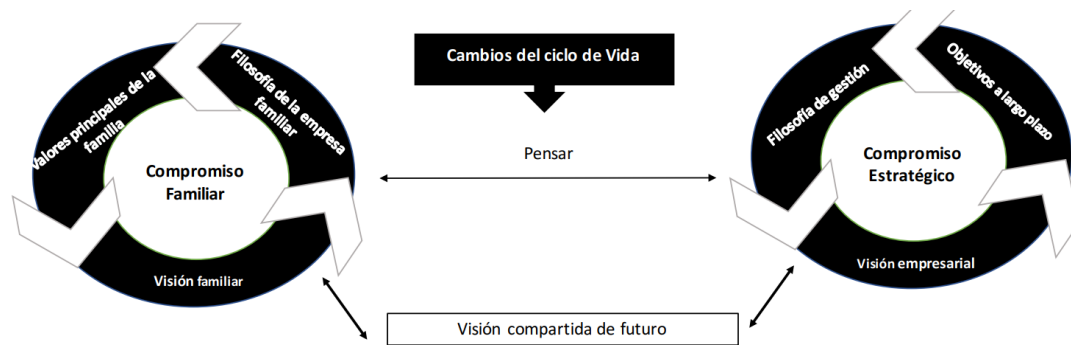 Valores principales de la
familia
Filosofía de la empresa
familiar
Compromiso
Familiar
Visión familiar
Cambios del ciclo de Vida
Pensar
Visión compartida de futuro
Filosofía de gestión
Objetivos a largo plazo
Compromiso
Estratégico
Visión empresarial